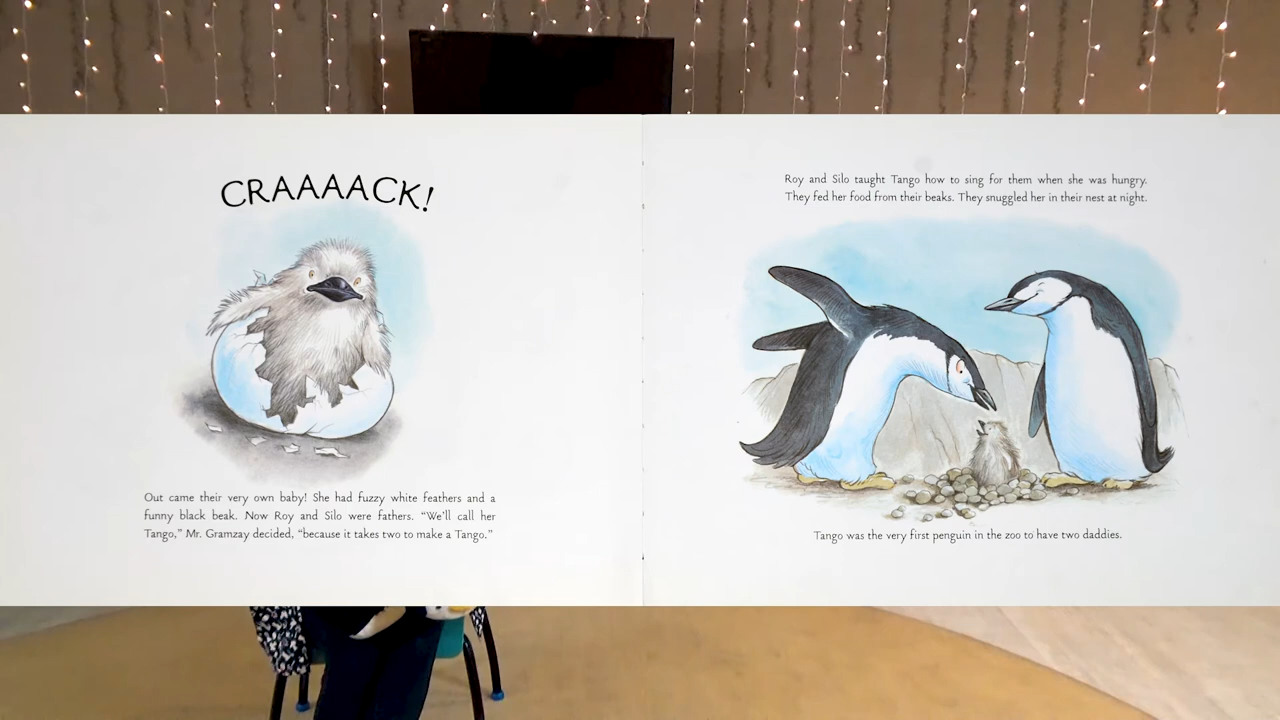 CRAAAACK!
Out came their very own baby! She had fuzzy white feathers and a
funny black beak. Now Roy and Silo were fathers. “We’ll call her
Tango,” Mr. Gramzay decided, “because it takes two to make a Tango.”
Roy and Silo taught Tango how to sing for them when she was hungry.
They fed her food from their beaks. They snuggled her in their nest at night.
Tango was the very first penguin in the zoo to have two daddies.